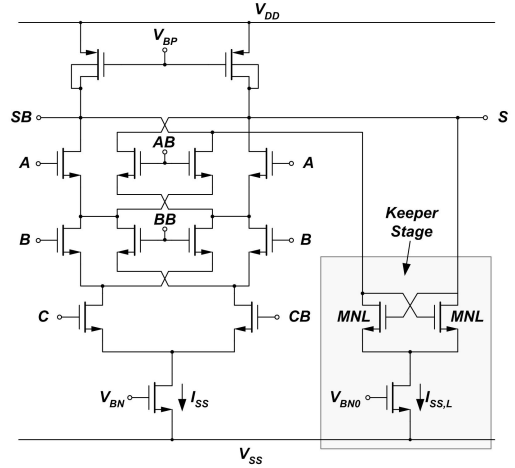 V_DD
V_BP
SB
S
AB
A
A
BB
B
B
Keeper
Stage
C
CB
MNL
MNL
V_BN
I_SS
V_BN0
I_SS,L
V_SS